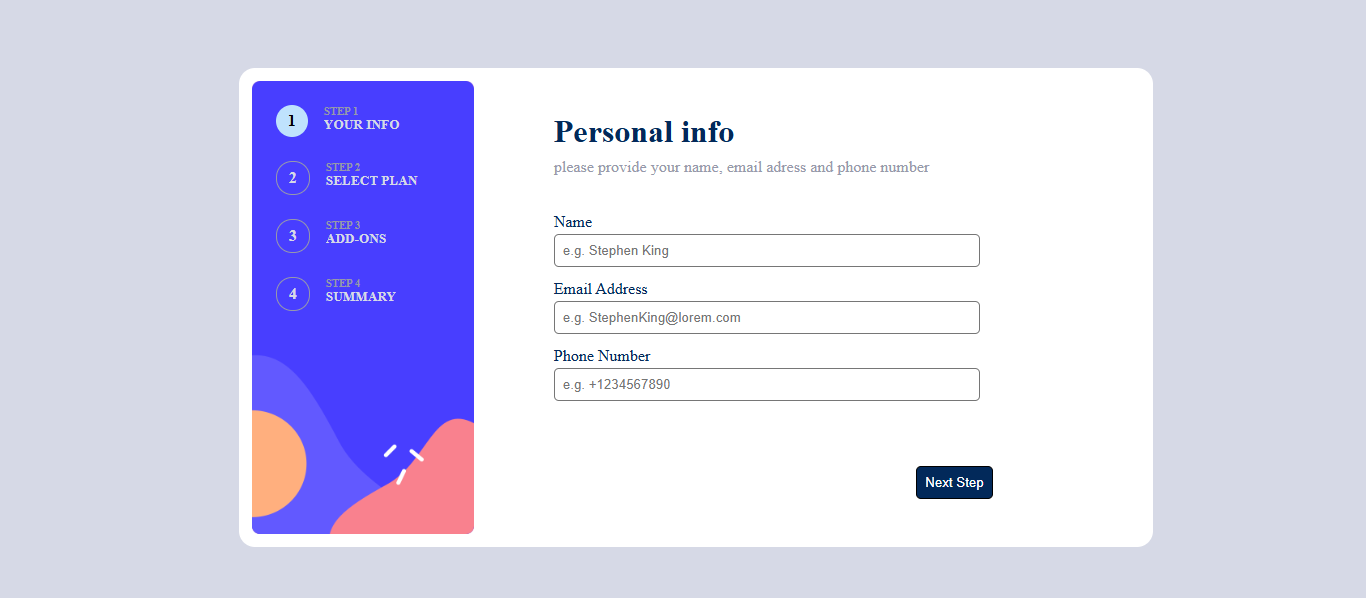 1
STEP 1
YOUR INFO
2
STEP 2
SELECT PLAN
3
STEP 3
ADD-ONS
4
STEP 4
SUMMARY
Personal info
please provide your name, email adress and phone number
Name
e.g. Stephen King
Email Address
e.g. StephenKing@lorem.com
Phone Number
e.g. +1234567890
Next Step